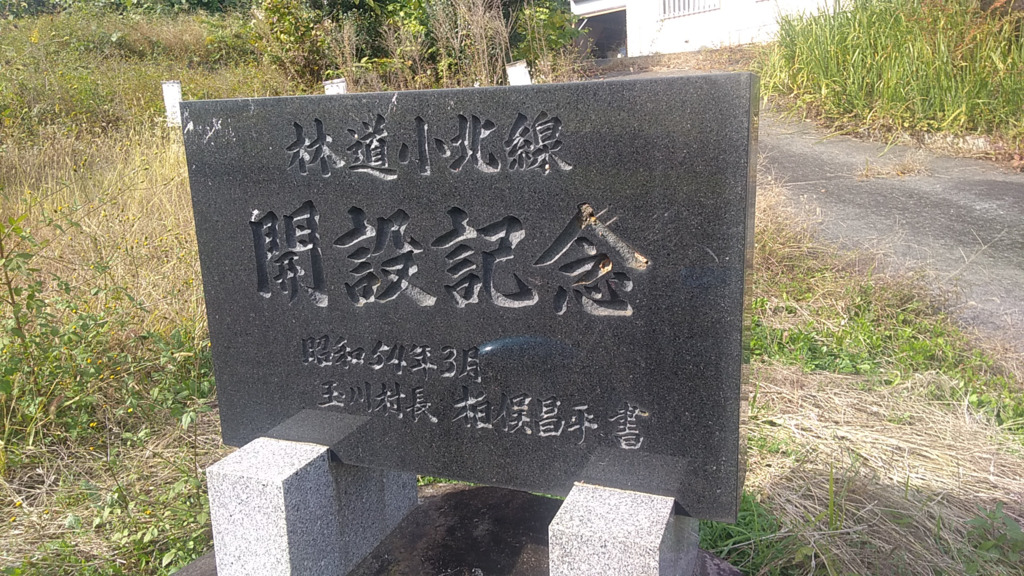 林道小北線
開設記念
昭和54年3月
玉川村長 相俣昌平書